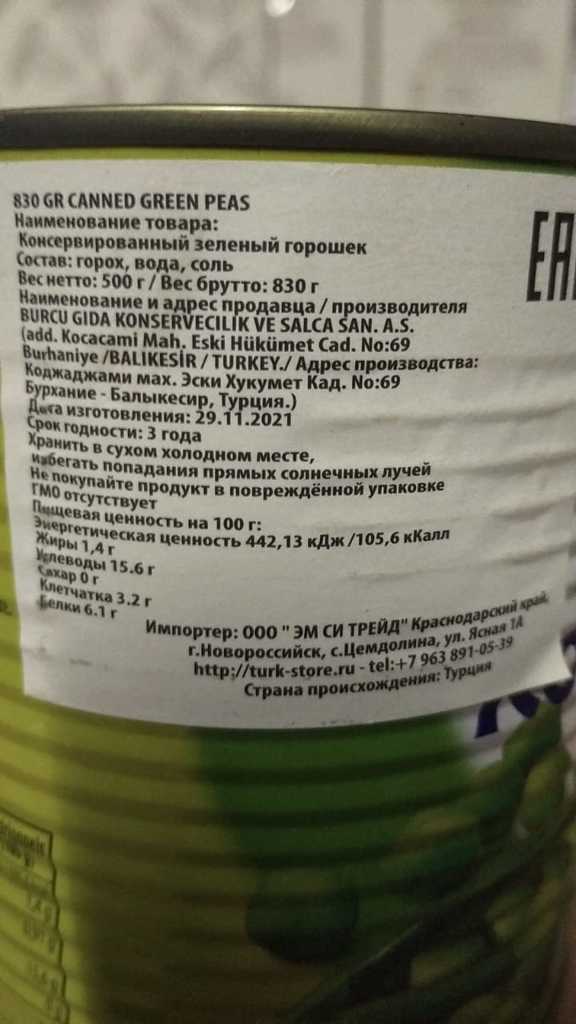 830 GR CANNED GREEN PEAS
Наименование товара:
Консервированный зеленый горошек
Состав: горох, вода, соль
Вес нетто: 500 г / Вес брутто: 830 г
Наименование и адрес продавца / производителя
BURCU GIDA KONSERVECILIK VE SALCA SAN. A.S.
(add. Kocacami Mah. Eski Hükümet Cad. No:69
Burhaniye /BALIKESİR / TURKEY./ Адрес производства:
Коджаджами мах. Эски Хукумет Кад. No:69
Бурхание - Балыкесир, Турция.)
Дата изготовления: 29.11.2021
Срок годности: 3 года
Хранить в сухом холодном месте,
избегать попадания прямых солнечных лучей
Не покупайте продукт в повреждённой упаковке
ГМО отсутствует
Пищевая ценность на 100 г:
Энергетическая ценность 442,13 кДж /105,6 кКалл
Жиры 1,4 г
Углеводы 15.6 г
Сахар 0 г
Клетчатка 3.2 г
Белки 6.1 г
Импортер: ООО " ЭМ СИ ТРЕЙД" Краснодарский край,
г.Новороссийск, с.Цемдолина, ул. Ясная 1А
http://turk-store.ru - tel:+7 963 891-05-39
Страна происхождения: Турция
EAC